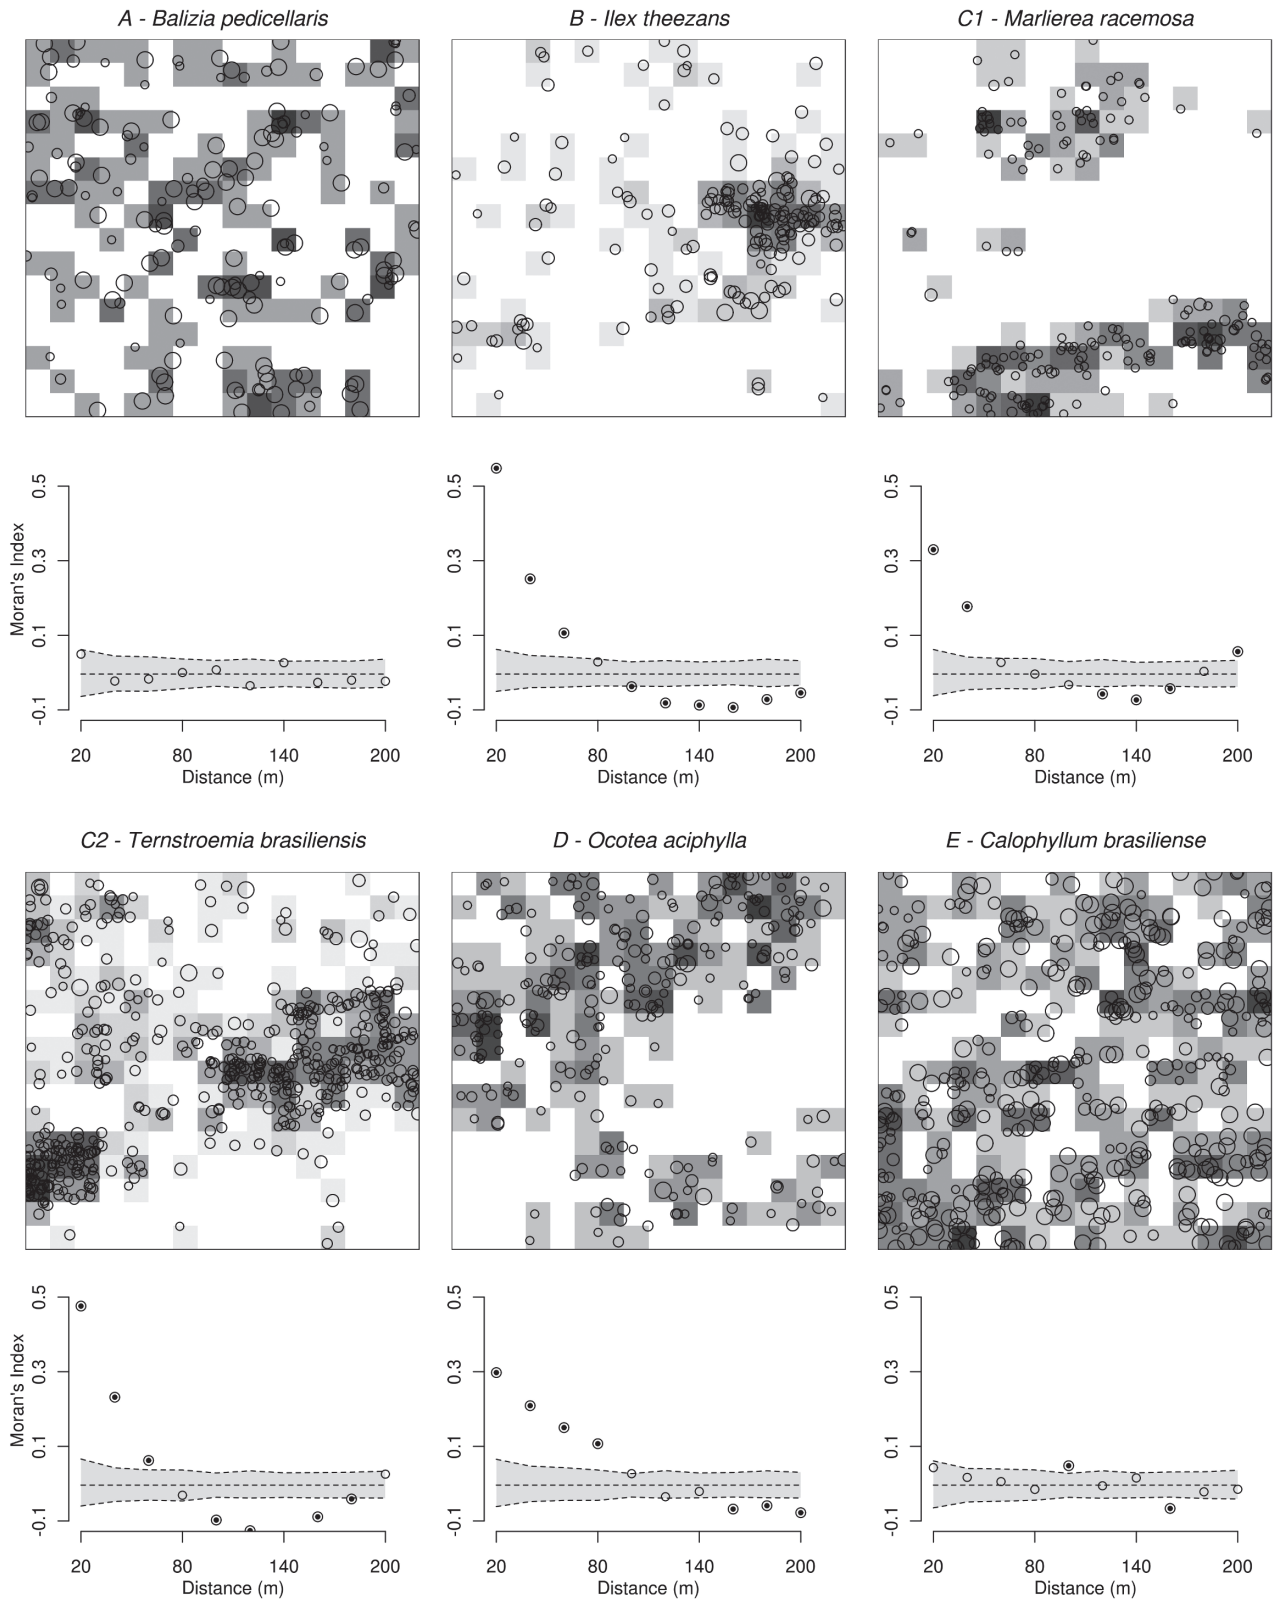 A - Balizia pedicellaris
B - Ilex theezans
C1 - Marlierea racemosa
Moran's Index
-0.1 0.1 0.3 0.5
20 80 140 200
Distance (m)
-0.1 0.1 0.3 0.5
20 80 140 200
Distance (m)
-0.1 0.1 0.3 0.5
20 80 140 200
Distance (m)
C2 - Ternstroemia brasiliensis
D - Ocotea aciphylla
E - Calophyllum brasiliense
Moran's Index
-0.1 0.1 0.3 0.5
20 80 140 200
Distance (m)
-0.1 0.1 0.3 0.5
20 80 140 200
Distance (m)
-0.1 0.1 0.3 0.5
20 80 140 200
Distance (m)